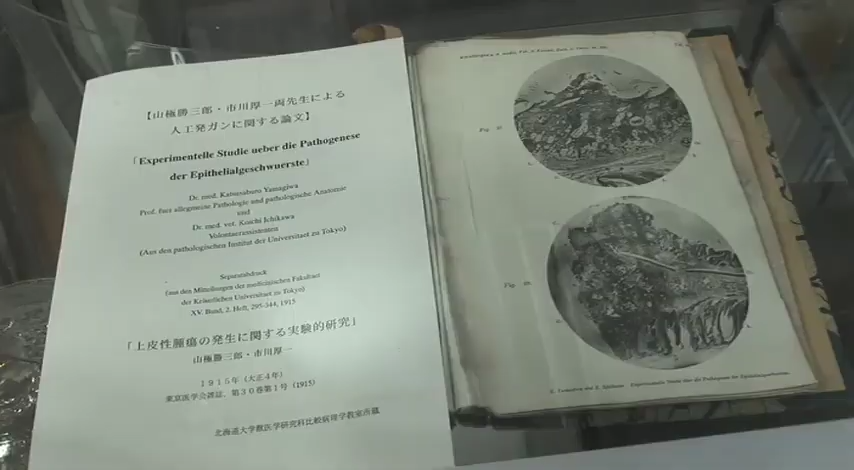 【山極勝三郎・市川厚一両先生による
人工発ガンに関する論文】
「Experimentelle Studie ueber die Pathogenese
der Epithelialgeschwuerste」
Dr. med. Katusaburo Yamagiwa
Prof. fuer allgemeine Pathologie und pathologische Anatomie
und
Dr. med. vet. Koichi Ichikawa
Volontaerassistenten
(Aus den pathologischen Institut der Universitaet zu Tokyo)
Separatabdruck
(aus den Mitteilungen der medizinischen Fakultaet
der Keiserlichen Universitaet zu Tokyo)
XV. Band, 2. Heft, 295-344, 1915
「上皮性腫瘍の発生に関する実験的研究」
山極勝三郎・市川厚一
1915年（大正4年）
東京医学会雑誌、第30巻第1号（1915）
北海道大学獣医学研究科比較病理学教室所蔵
Fig.
Fig.
Experimentelle Studie über die Pathogenese der Epithelialgeschwülste